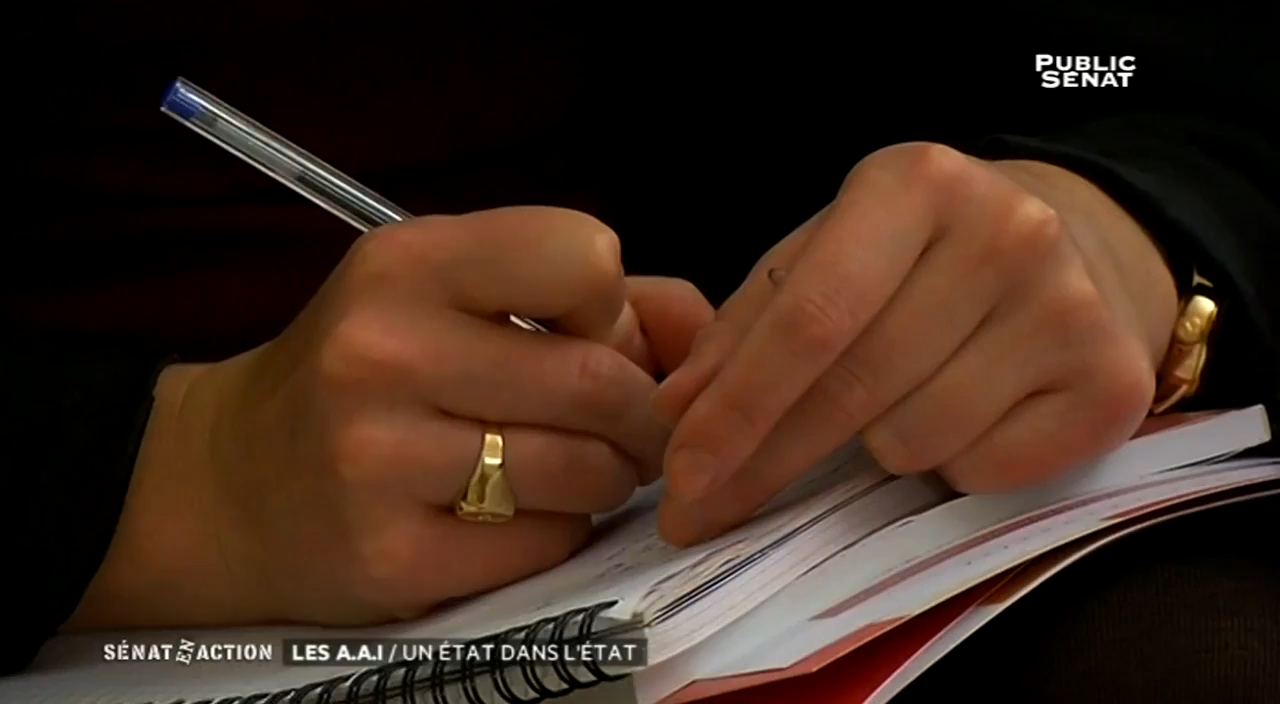 PUBLIC
SÉNAT
SÉNAT EN ACTION LES A.A.I / UN ÉTAT DANS L'ÉTAT